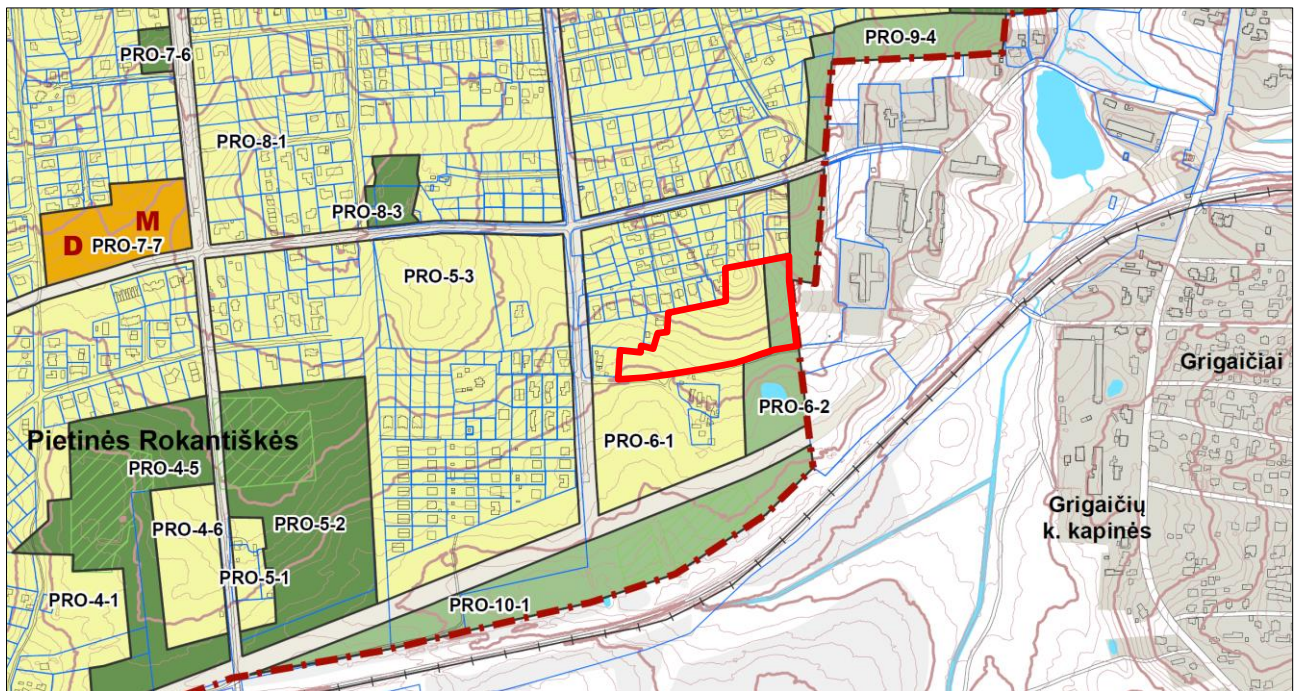 PRO-9-4
PRO-7-6
PRO-8-1
PRO-8-3
M
D
PRO-7-7
PRO-5-3
Grigaičiai
PRO-6-2
Pietinės Rokantiškės
PRO-6-1
PRO-4-5
PRO-4-6
PRO-5-2
Grigaičių
k. kapinės
PRO-5-1
PRO-4-1
PRO-10-1